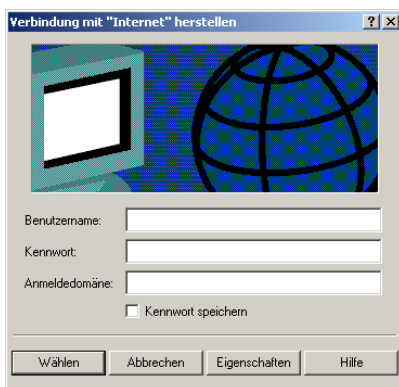 Verbindung mit "Internet" herstellen
Benutzername:
Kennwort:
Anmeldedomäne:
Kennwort speichern
Wählen Abbrechen Eigenschaften Hilfe